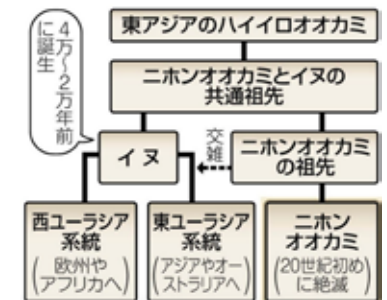 東アジアのハイイロオオカミ
ニホンオオカミとイヌの
共通祖先
4万〜2万年前
に誕生
イヌ
交雑
ニホンオオカミ
の祖先
西ユーラシア
系統
(欧州や
アフリカへ)
東ユーラシア
系統
(アジアやオー
ストラリアへ)
ニホン
オオカミ
(20世紀初め
に絶滅)